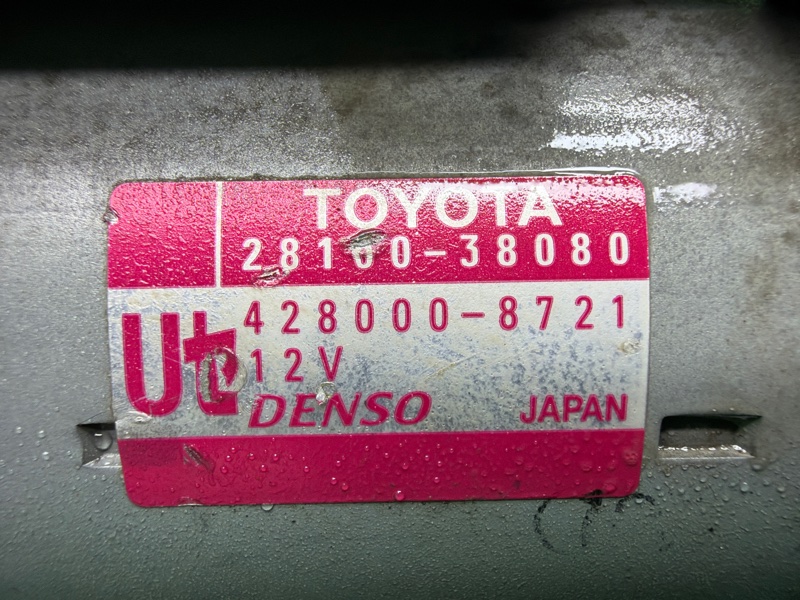 TOYOTA
28100-38080
Ut 428000-8721
12V
DENSO JAPAN